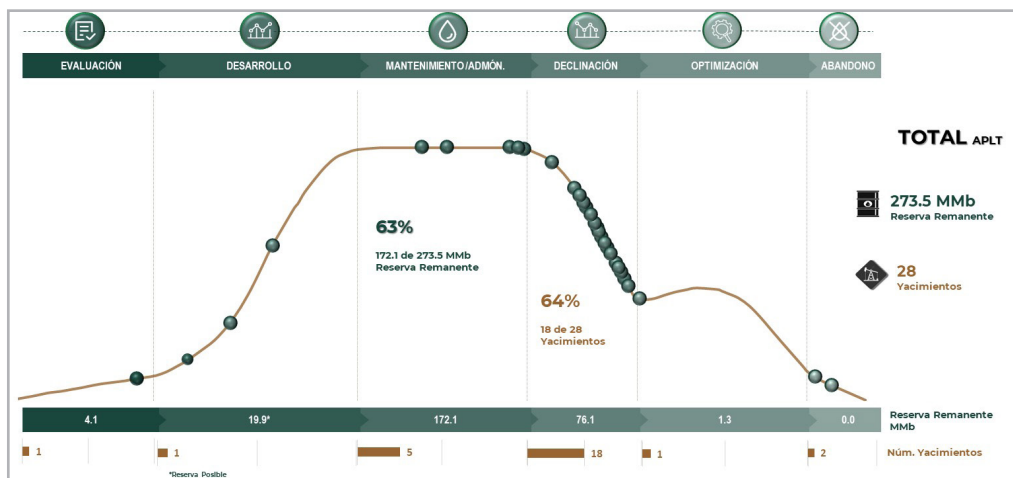 EVALUACIÓN DESARROLLO MANTENIMIENTO/ADMÓN. DECLINACIÓN OPTIMIZACIÓN ABANDONO
TOTAL APLT
273.5 MMb
Reserva Remanente
63%
172.1 de 273.5 MMb
Reserva Remanente
28
Yacimientos
64%
18 de 28
Yacimientos
4.1 19.9* 172.1 76.1 1.3 0.0 Reserva Remanente
MMb
1 1 5 18 1 2 Núm. Yacimientos
*Reserva Posible